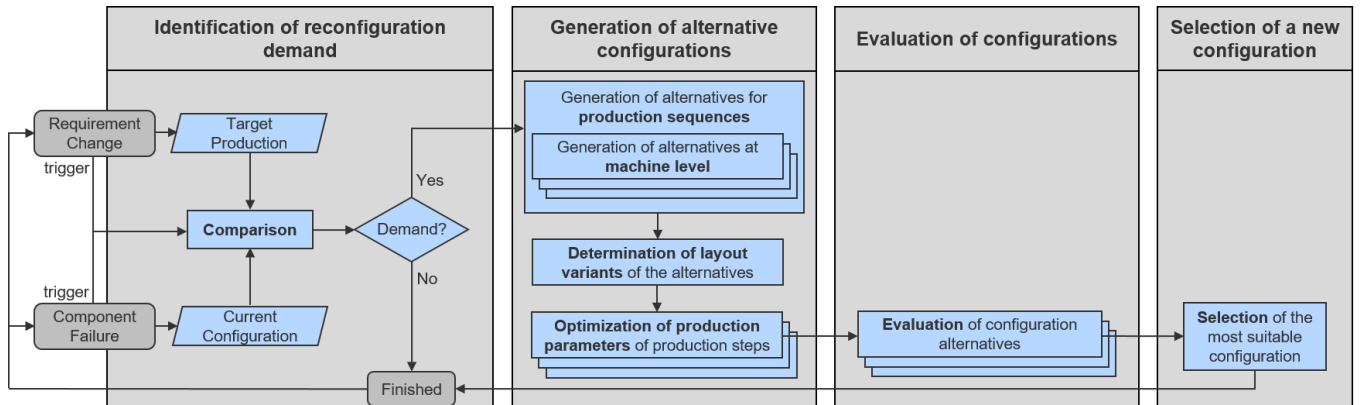 Identification of reconfiguration
demand
Generation of alternative
configurations
Evaluation of configurations
Selection of a new
configuration
Requirement
Change
Target
Production
trigger
Comparison
Demand?
Yes
No
trigger
Component
Failure
Current
Configuration
Finished
Generation of alternatives for
production sequences
Generation of alternatives at
machine level
Determination of layout
variants of the alternatives
Optimization of production
parameters of production steps
Evaluation of configuration
alternatives
Selection of the
most suitable
configuration